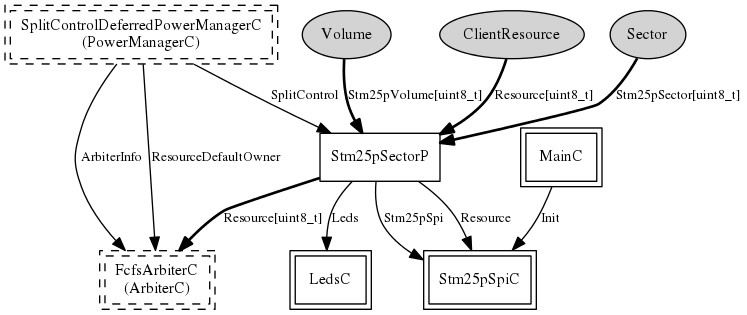 SplitControlDeferredPowerManagerC
(PowerManagerC)
Volume
ClientResource
Sector
SplitControl
Stm25pVolume[uint8_t]
Resource[uint8_t]
Stm25pSector[uint8_t]
ArbiterInfo
ResourceDefaultOwner
Stm25pSectorP
MainC
Resource[uint8_t]
Leds
Stm25pSpi
Resource
Init
FcfsArbiterC
(ArbiterC)
LedsC
Stm25pSpiC